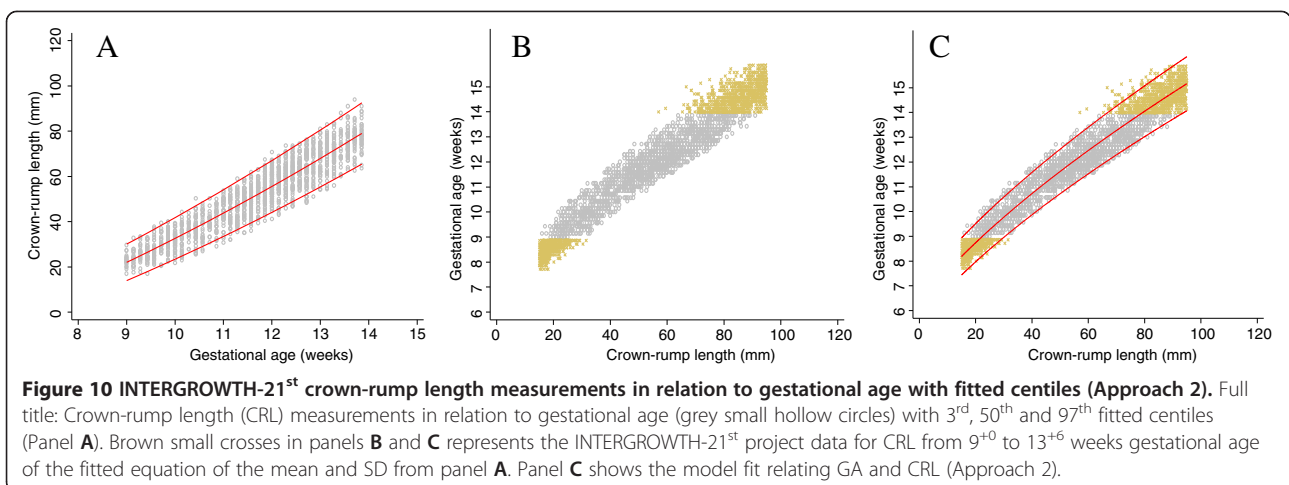 A
B
C
120
100
80
60
40
20
0
Crown-rump length (mm)
8 9 10 11 12 13 14 15
Gestational age (weeks)
15
14
13
12
11
10
9
8
7
6
Gestational age (weeks)
0 20 40 60 80 100 120
Crown-rump length (mm)
15
14
13
12
11
10
9
8
7
6
Gestational age (weeks)
0 20 40 60 80 100 120
Crown-rump length (mm)
Figure 10 INTERGROWTH-21st crown-rump length measurements in relation to gestational age with fitted centiles (Approach 2). Full
title: Crown-rump length (CRL) measurements in relation to gestational age (grey small hollow circles) with 3rd, 50th and 97th fitted centiles
(Panel A). Brown small crosses in panels B and C represents the INTERGROWTH-21st project data for CRL from 9+0 to 13+6 weeks gestational age
of the fitted equation of the mean and SD from panel A. Panel C shows the model fit relating GA and CRL (Approach 2).